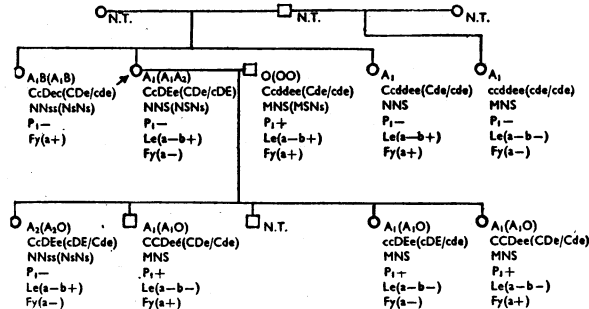 N.T. N.T. N.T.
A₁B(A₁B)
CcDec(CDe/cde)
NNss(NsNs)
P₁−
Fy(a+)
A₁(A₁A₂)
CcDEe(CDe/cDE)
NNS(NSNs)
P₁−
Le(a−b+)
Fy(a−)
O(OO)
Ccddee(Cde/cde)
MNS(MSNs)
P₁+
Le(a−b+)
Fy(a+)
A₁
Ccddee(Cde/cde)
NNS
P₁−
Le(a−b+)
Fy(a+)
A₁
ccddee(cde/cde)
MNS
P₁−
Le(a−b−)
Fy(a−)
A₂(A₂O)
CcDEe(cDE/Cde)
NNss(NsNs)
P₁−
Le(a−b+)
Fy(a−)
A₁(A₁O)
CCDee(CDe/Cde)
MNS
P₁+
Le(a−b−)
Fy(a+)
N.T.
A₁(A₁O)
ccDEe(cDE/cde)
MNS
P₁+
Le(a−b−)
Fy(a−)
A₁(A₁O)
CCDee(CDe/Cde)
MNS
P₁+
Le(a−b−)
Fy(a+)